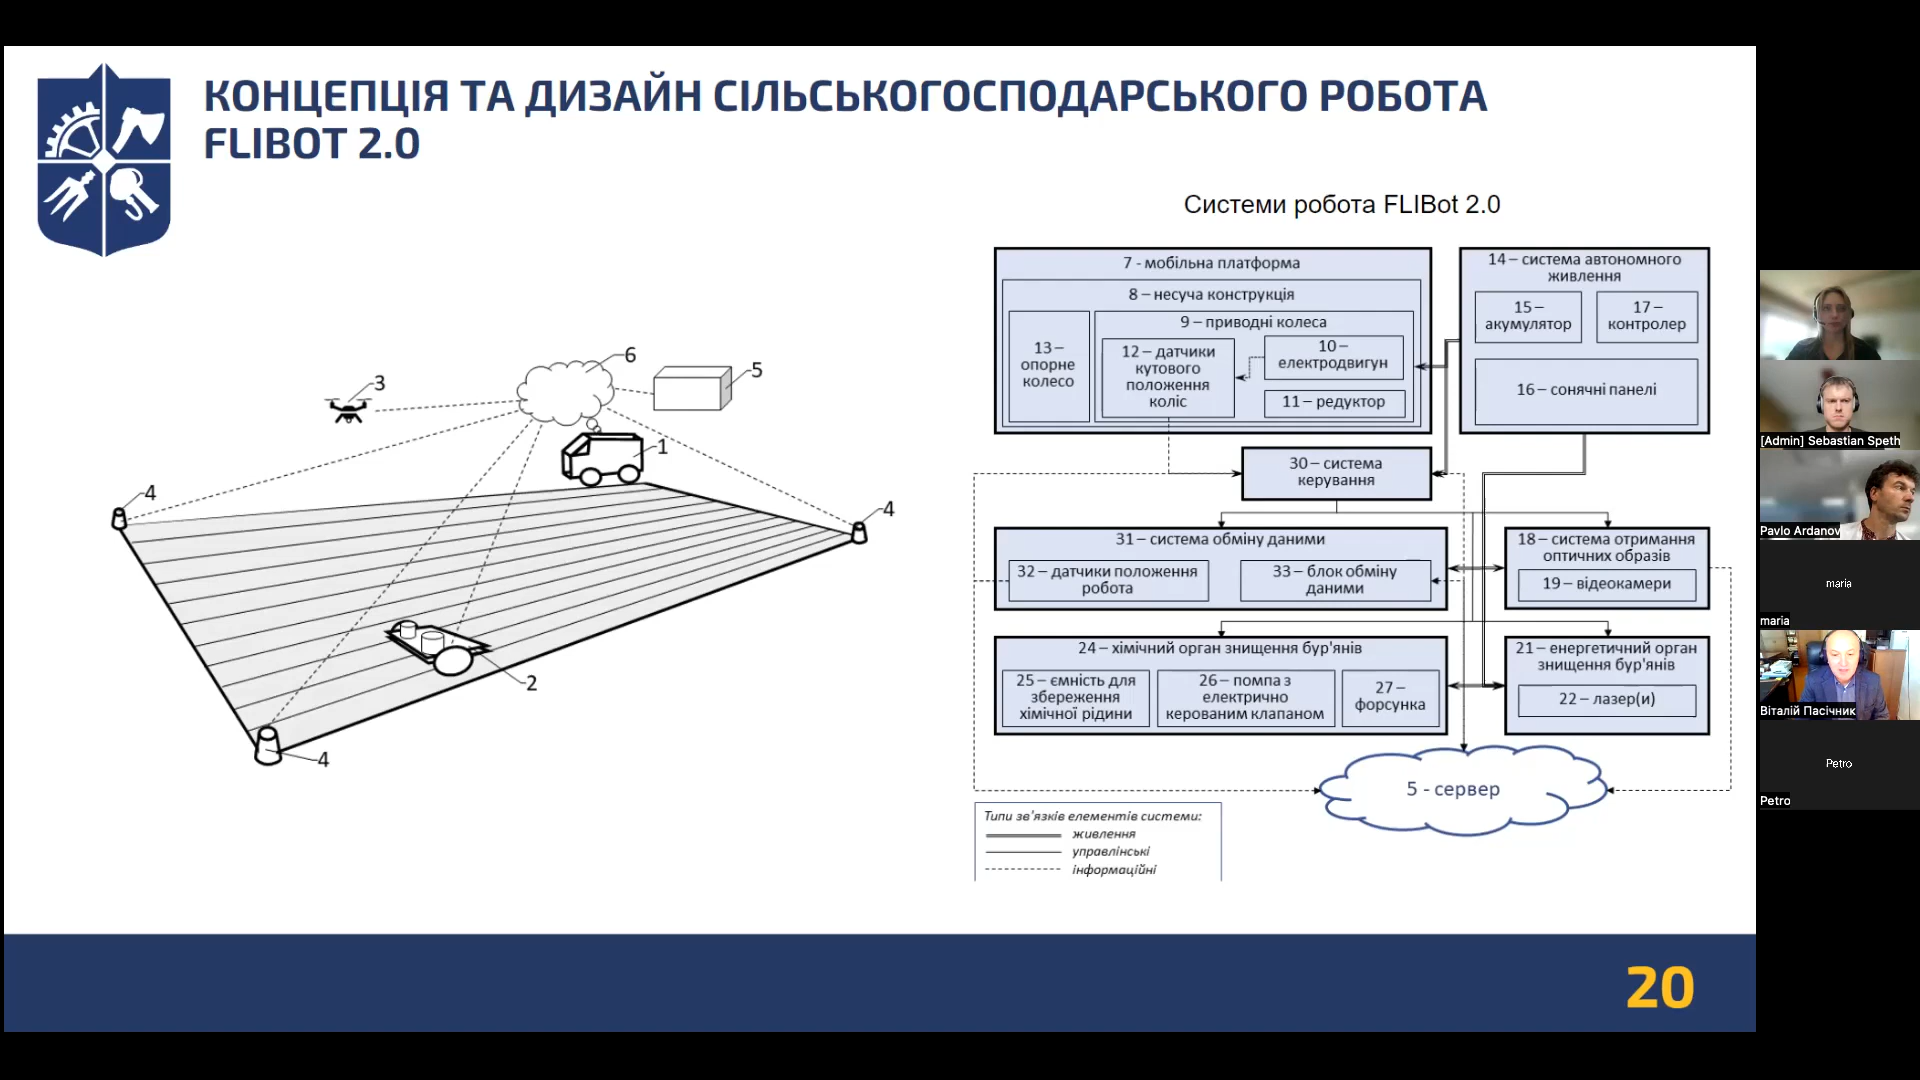 КОНЦЕПЦІЯ ТА ДИЗАЙН СІЛЬСЬКОГОСПОДАРСЬКОГО РОБОТА
FLIBOT 2.0
6
5
3
1
4
4
2
4
Системи робота FLIBot 2.0
7 - мобільна платформа
8 – несуча конструкція
9 – приводні колеса
13 –
опорне
колесо
12 – датчики
кутового
положення
коліс
10 –
електродвигун
11 – редуктор
14 – система автономного
живлення
15 –
акумулятор
17 –
контролер
16 – сонячні панелі
30 – система
керування
31 – система обміну даними
32 – датчики положення
робота
33 – блок обміну
даними
18 – система отримання
оптичних образів
19 – відеокамери
24 – хімічний орган знищення бур'янів
25 – ємність для
збереження
хімічної рідини
26 – помпа з
електрично
керованим клапаном
27 –
форсунка
21 – енергетичний орган
знищення бур'янів
22 – лазер(и)
5 - сервер
Типи зв'язків елементів системи:
живлення
управлінські
інформаційні
20
[Admin] Sebastian Speth
Pavlo Ardanov
maria
maria
Віталій Пасічник
Petro
Petro